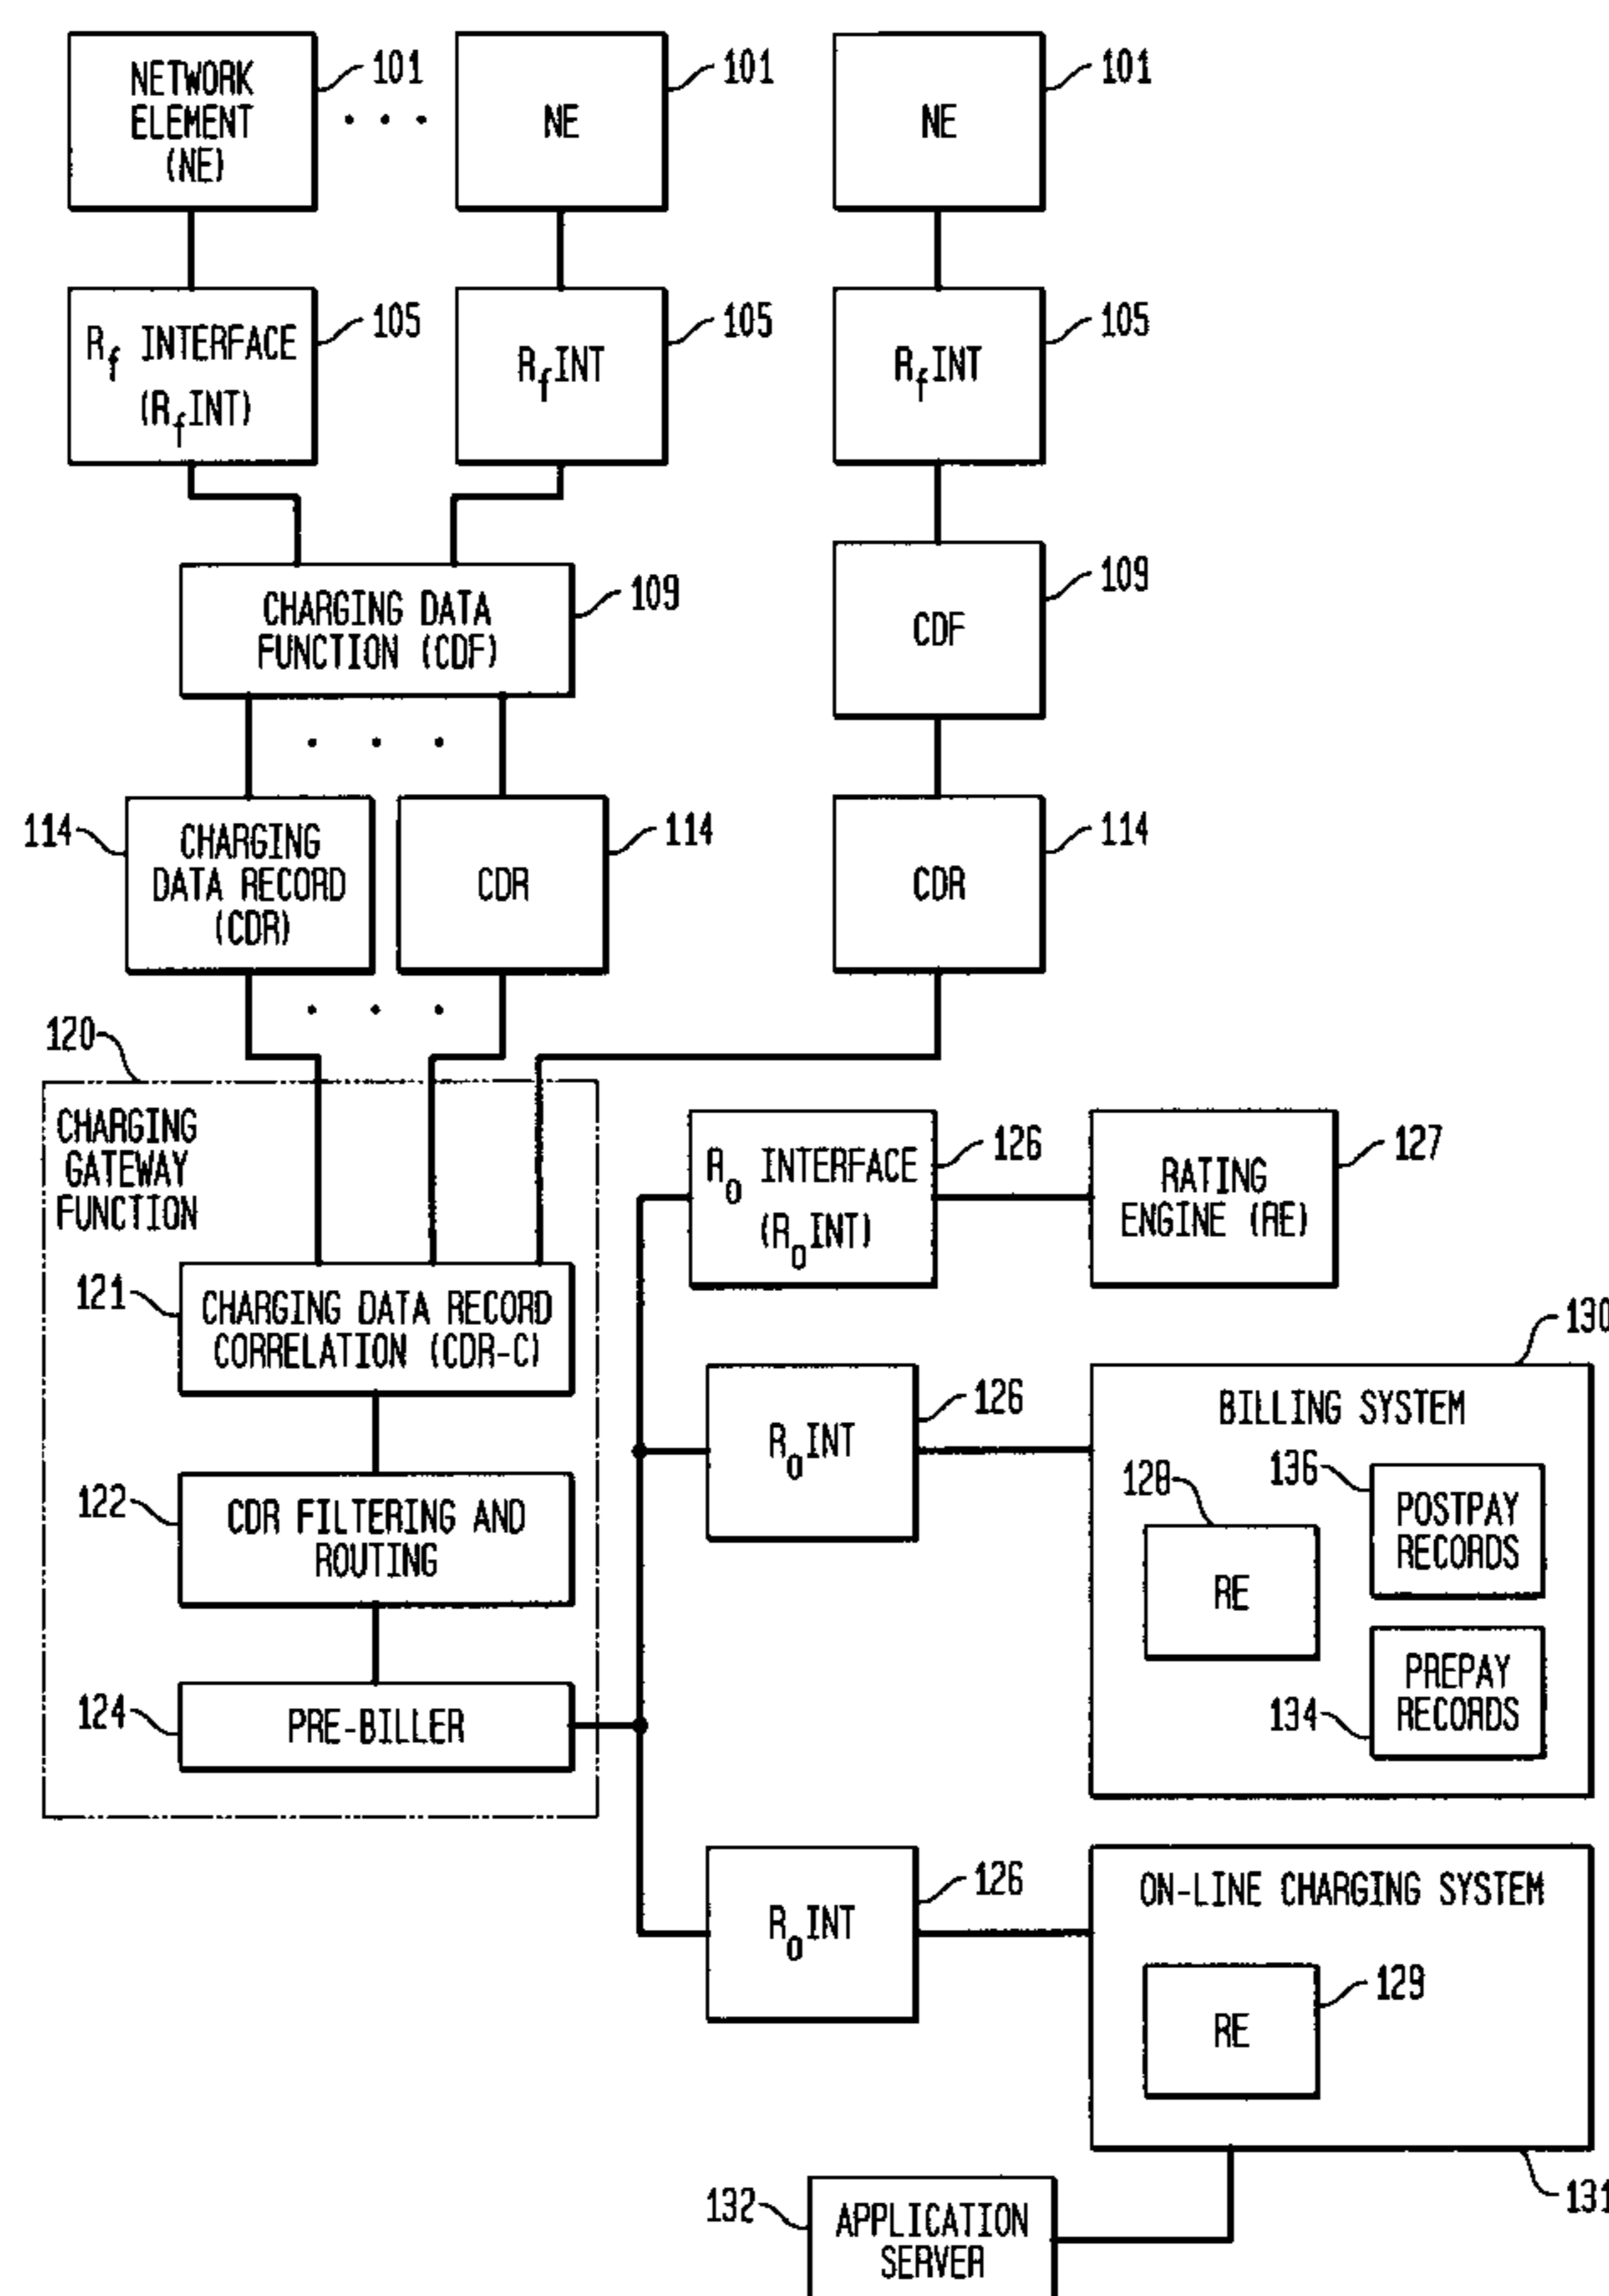 NETWORK
ELEMENT
(NE)
101
NE
101
NE
101
Rf INTERFACE
(RfINT)
105
RfINT
105
RfINT
105
CHARGING DATA
FUNCTION (CDF)
109
CDF
109
114
CHARGING
DATA RECORD
(CDR)
CDR
114
CDR
114
120
CHARGING
GATEWAY
FUNCTION
121
CHARGING DATA RECORD
CORRELATION (CDR-C)
122
CDR FILTERING AND
ROUTING
124
PRE-BILLER
R0 INTERFACE
(R0INT)
126
RATING
ENGINE (RE)
127
R0INT
126
130
BILLING SYSTEM
128
RE
136
POSTPAY
RECORDS
134
PREPAY
RECORDS
R0INT
126
ON-LINE CHARGING SYSTEM
RE
129
131
132
APPLICATION
SERVER